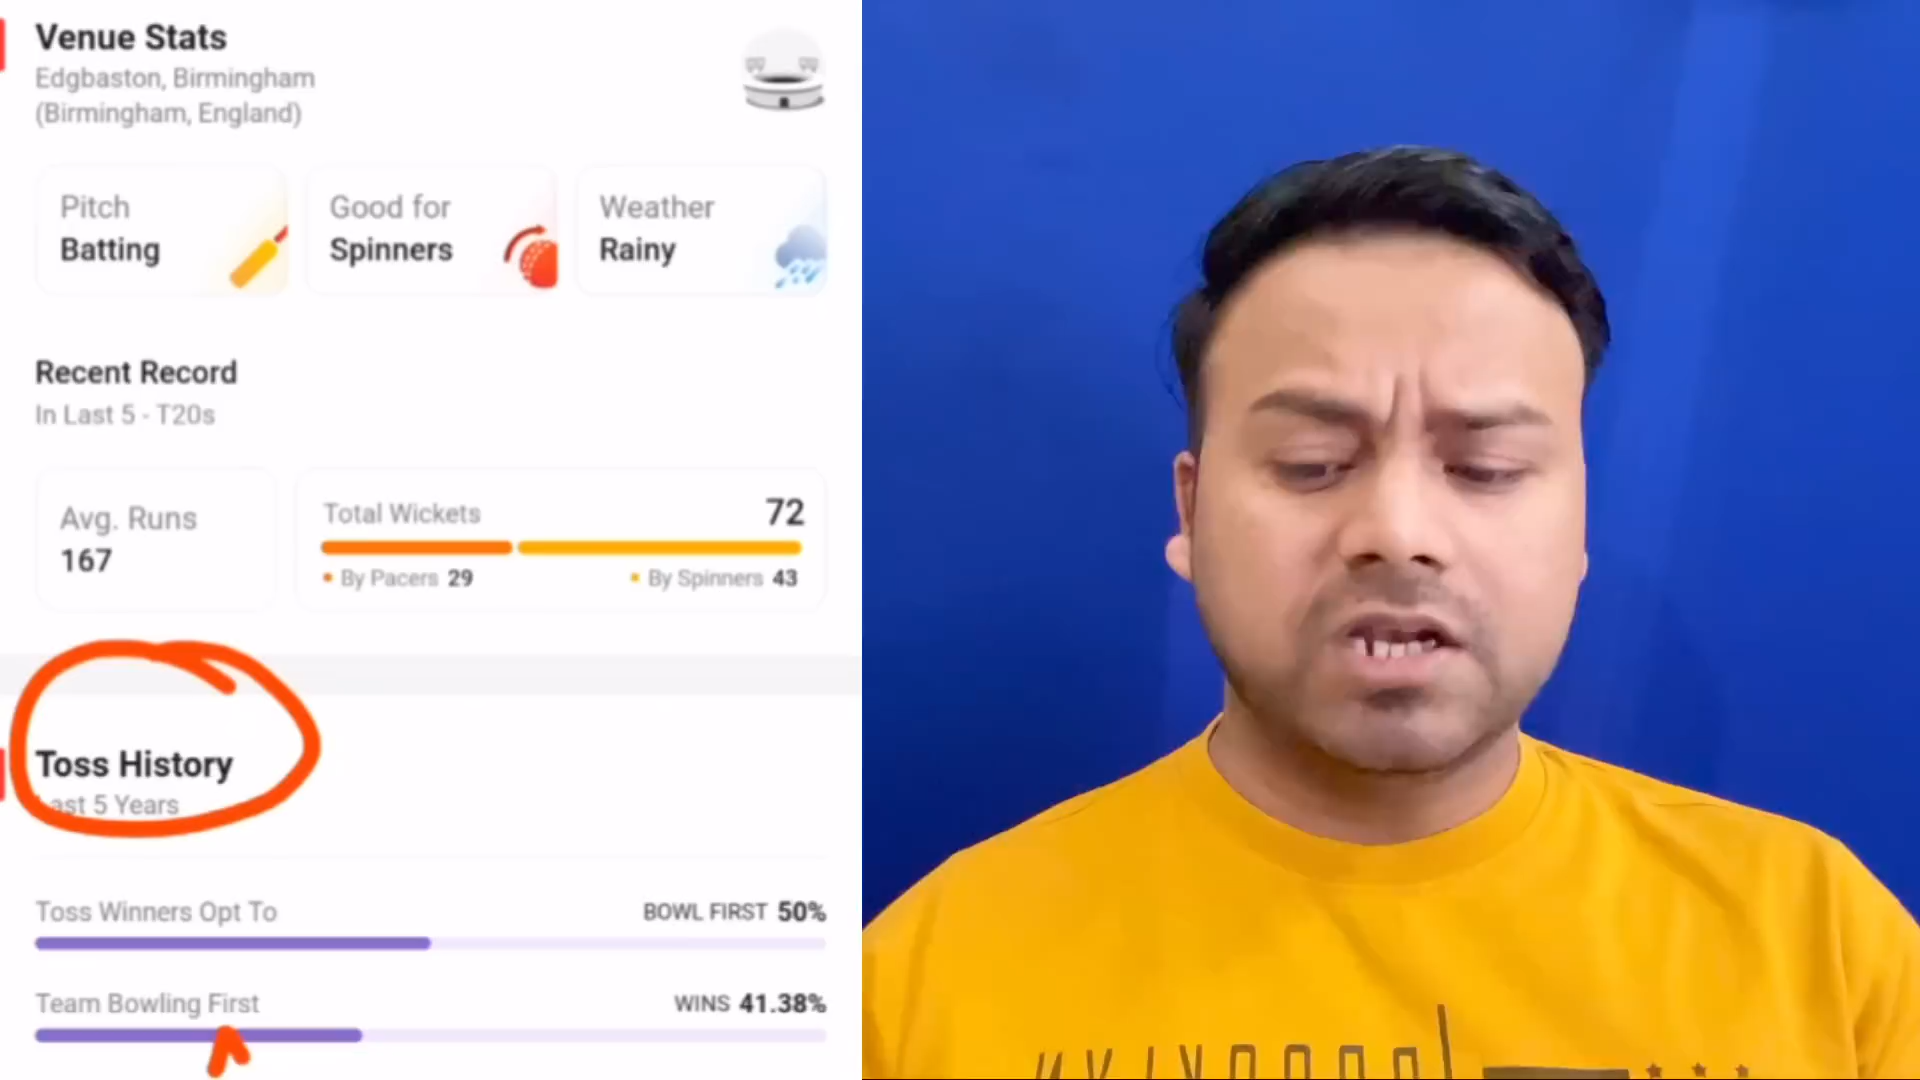 Venue Stats
Edgbaston, Birmingham
(Birmingham, England)
Pitch
Batting
Good for
Spinners
Weather
Rainy
Recent Record
In Last 5 - T20s
Avg. Runs
167
Total Wickets 72
By Pacers 29 By Spinners 43
Toss History
Last 5 Years
Toss Winners Opt To BOWL FIRST 50%
Team Bowling First WINS 41.38%